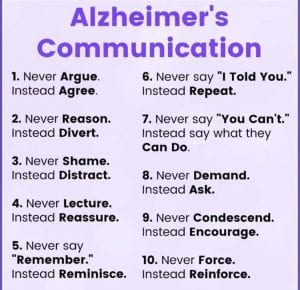 Alzheimer's
Communication
1. Never Argue.
Instead Agree.
2. Never Reason.
Instead Divert.
3. Never Shame.
Instead Distract.
4. Never Lecture.
Instead Reassure.
5. Never say
"Remember."
Instead Reminisce.
6. Never say "I Told You."
Instead Repeat.
7. Never say "You Can't."
Instead say what they
Can Do.
8. Never Demand.
Instead Ask.
9. Never Condescend.
Instead Encourage.
10. Never Force.
Instead Reinforce.